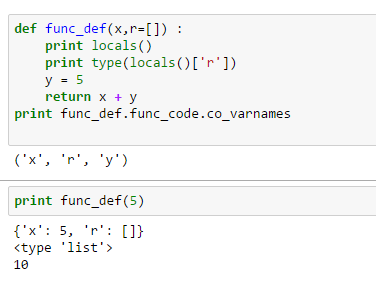 def func_def(x,r=[]) :
    print locals()
    print type(locals()['r'])
    y = 5
    return x + y
print func_def.func_code.co_varnames
('x', 'r', 'y')
print func_def(5)
{'x': 5, 'r': []}
<type 'list'>
10